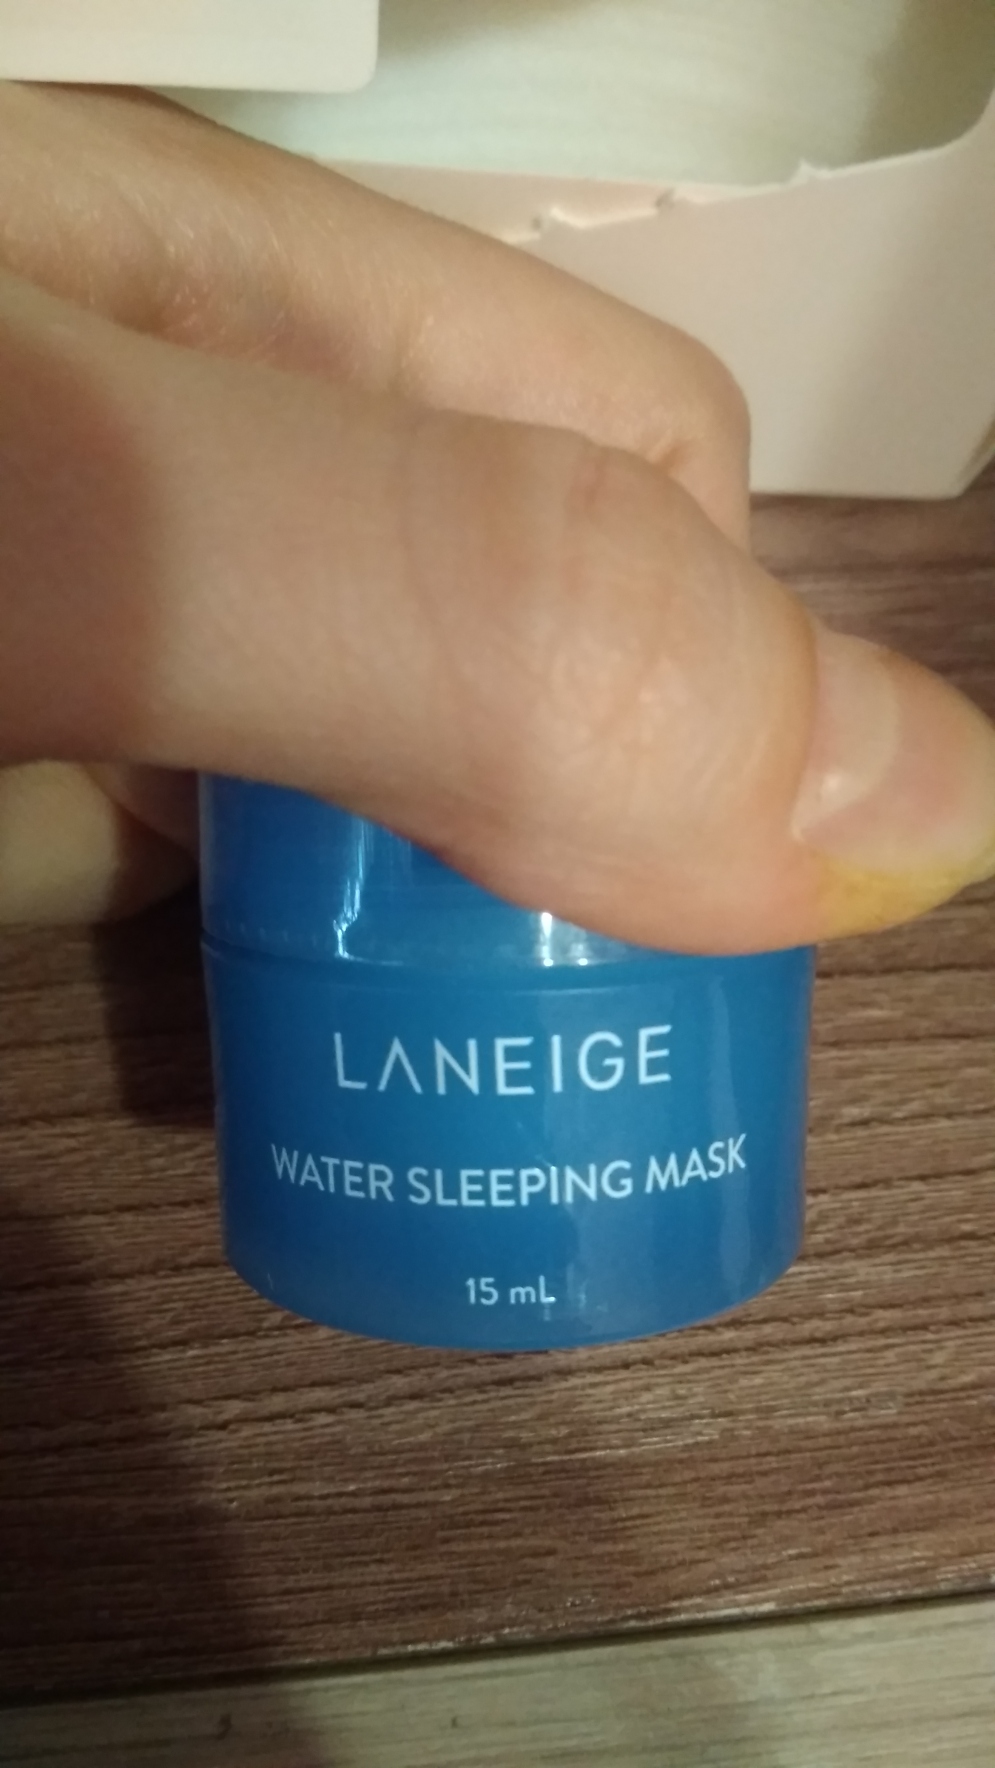 LANEIGE
WATER SLEEPING MASK
15 mL